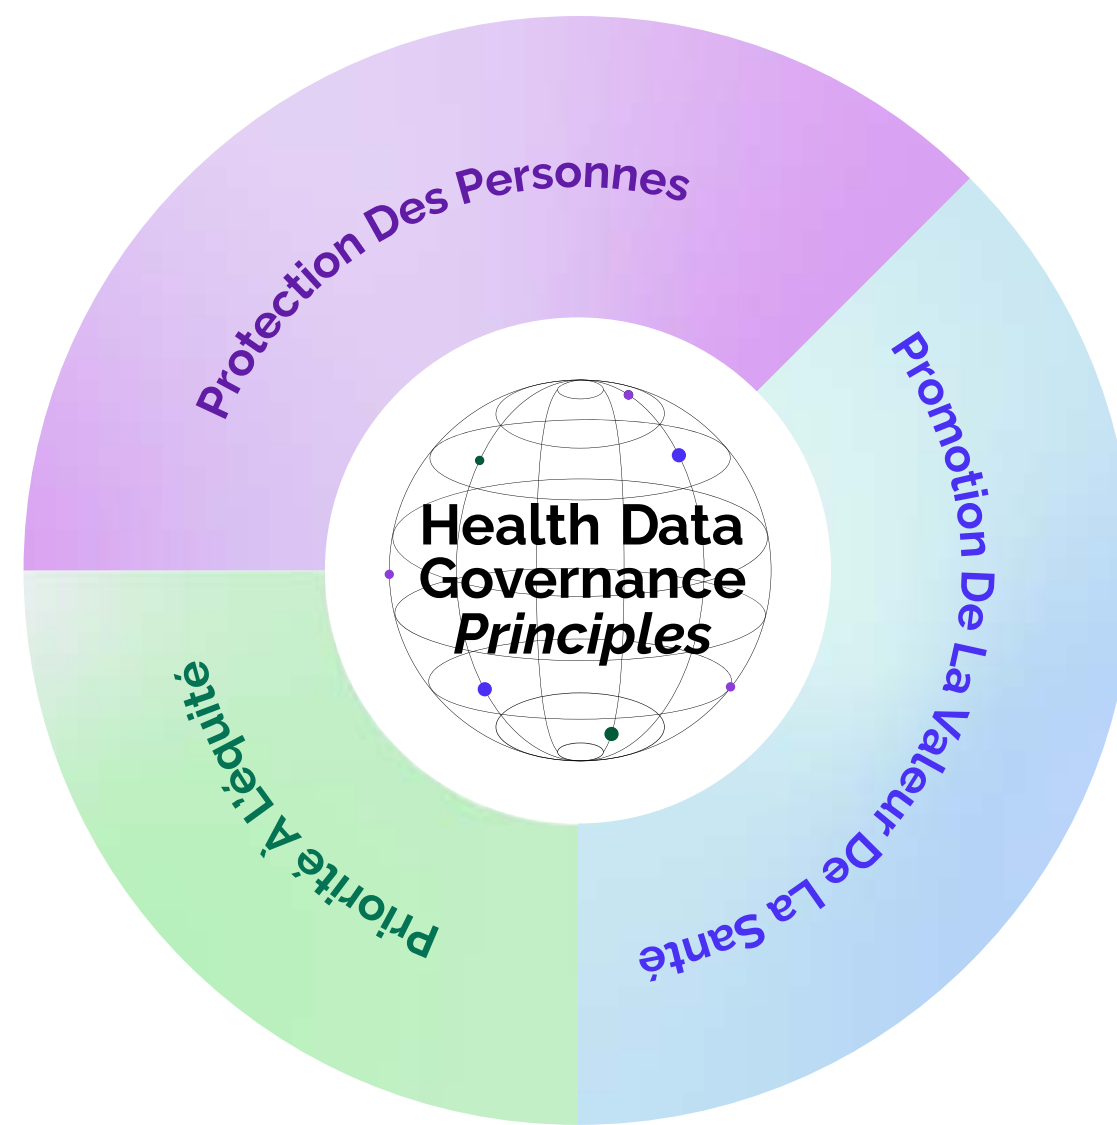 Protection Des Personnes
Promotion De La Valeur De La Santé
Priorité À L'équité
Health Data
Governance
Principles